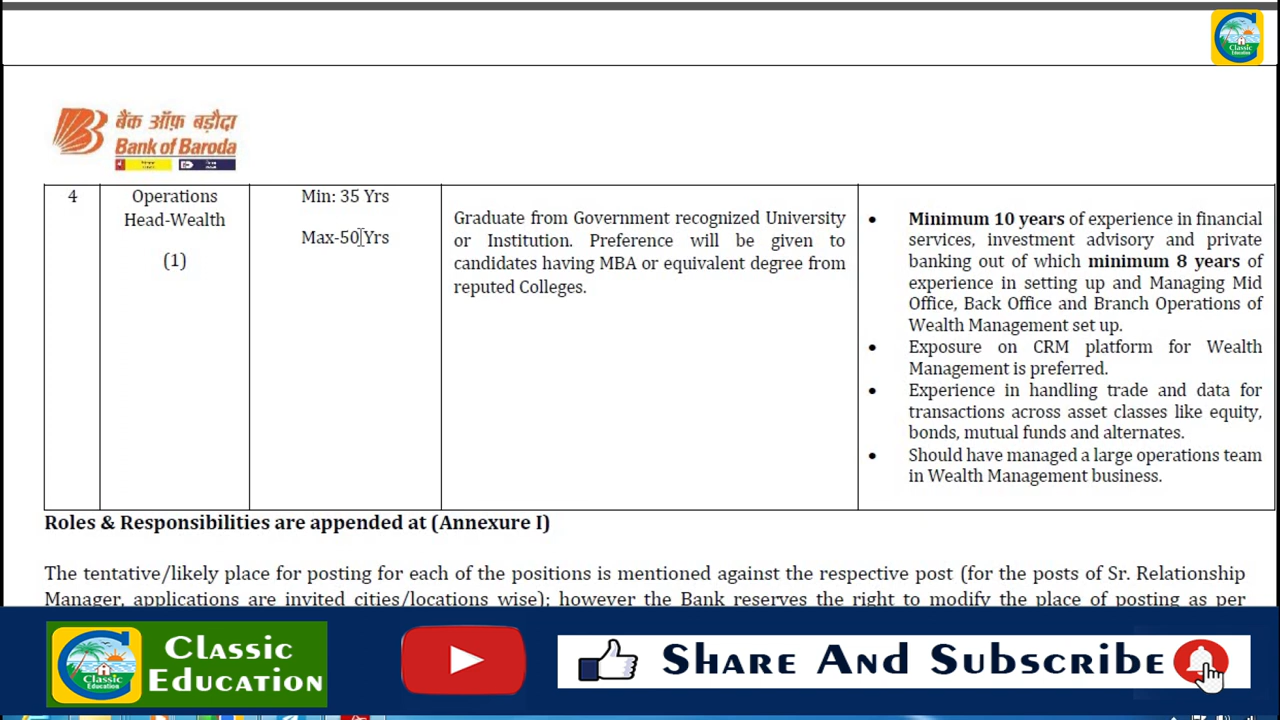 Classic
Education
बैंक ऑफ़ बड़ौदा
Bank of Baroda
4
Operations
Head-Wealth
(1)
Min: 35 Yrs
Max-50 Yrs
Graduate from Government recognized University
or Institution. Preference will be given to
candidates having MBA or equivalent degree from
reputed Colleges.
• Minimum 10 years of experience in financial
services, investment advisory and private
banking out of which minimum 8 years of
experience in setting up and Managing Mid
Office, Back Office and Branch Operations of
Wealth Management set up.
• Exposure on CRM platform for Wealth
Management is preferred.
• Experience in handling trade and data for
transactions across asset classes like equity,
bonds, mutual funds and alternates.
• Should have managed a large operations team
in Wealth Management business.
Roles & Responsibilities are appended at (Annexure I)
The tentative/likely place for posting for each of the positions is mentioned against the respective post (for the posts of Sr. Relationship
Manager, applications are invited cities/locations wise); however the Bank reserves the right to modify the place of posting as per
Classic
Education
Classic
Education
Share And Subscribe